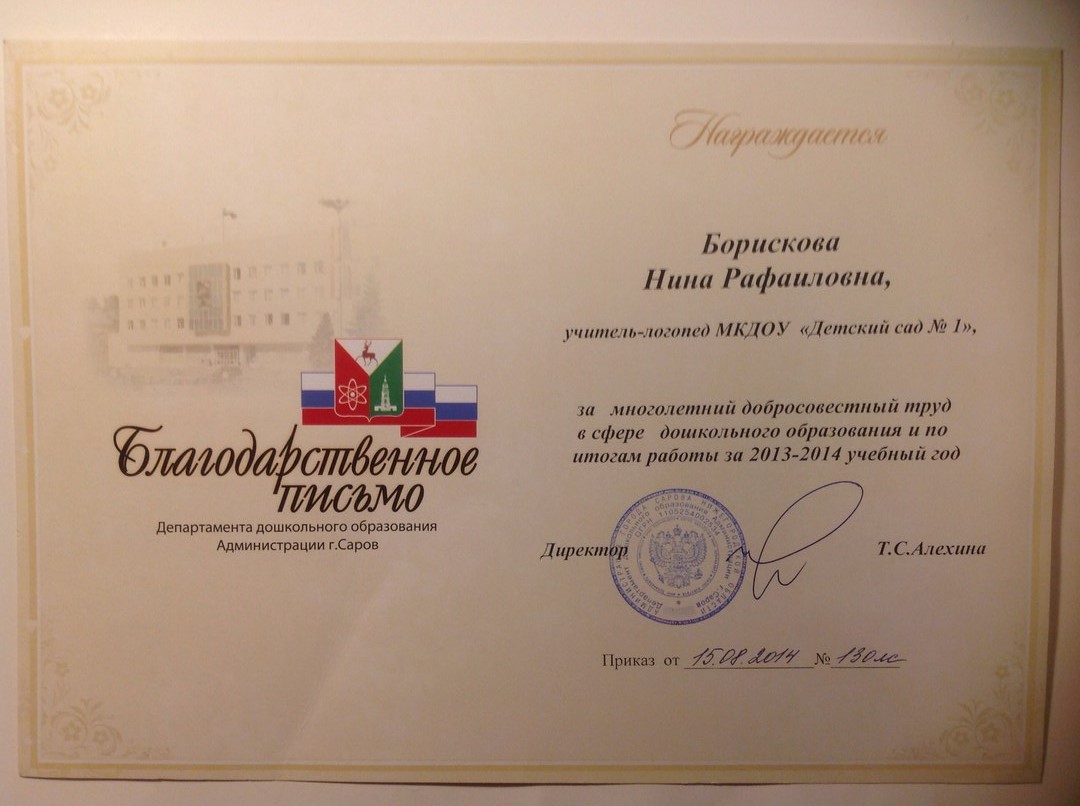 Благодарственное
письмо
Департамента дошкольного образования
Администрации г.Саров
Награждается
Борискова
Нина Рафаиловна,
учитель-логопед МКДОУ «Детский сад № 1»,
за многолетний добросовестный труд
в сфере дошкольного образования и по
итогам работы за 2013-2014 учебный год
Директор
Т.С.Алехина
Приказ от 15.08.2014 № 130лс